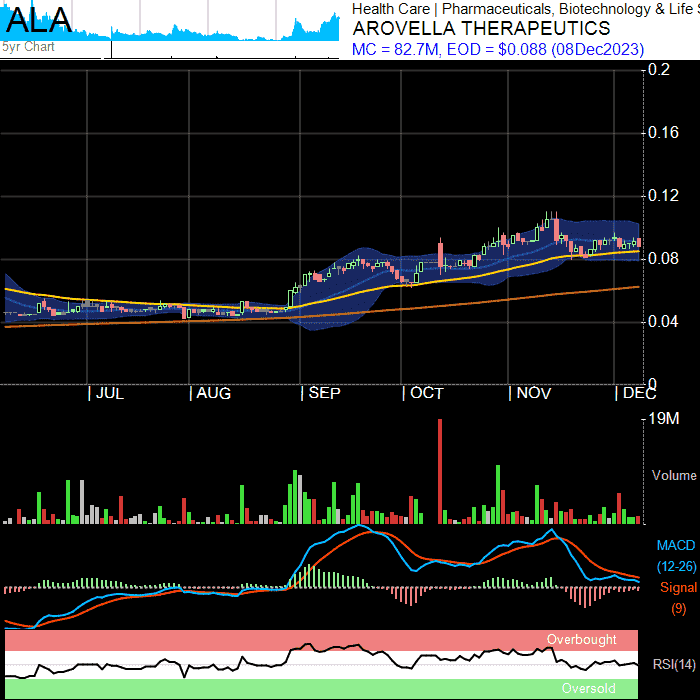 ALA
5yr Chart
Health Care | Pharmaceuticals, Biotechnology & Life S
AROVELLA THERAPEUTICS
MC = 82.7M, EOD = $0.088 (08Dec2023)
0.2
0.16
0.12
0.08
0.04
0
JUL AUG SEP OCT NOV DEC
19M
Volume
MACD
(12-26)
Signal
(9)
Overbought
RSI(14)
Oversold